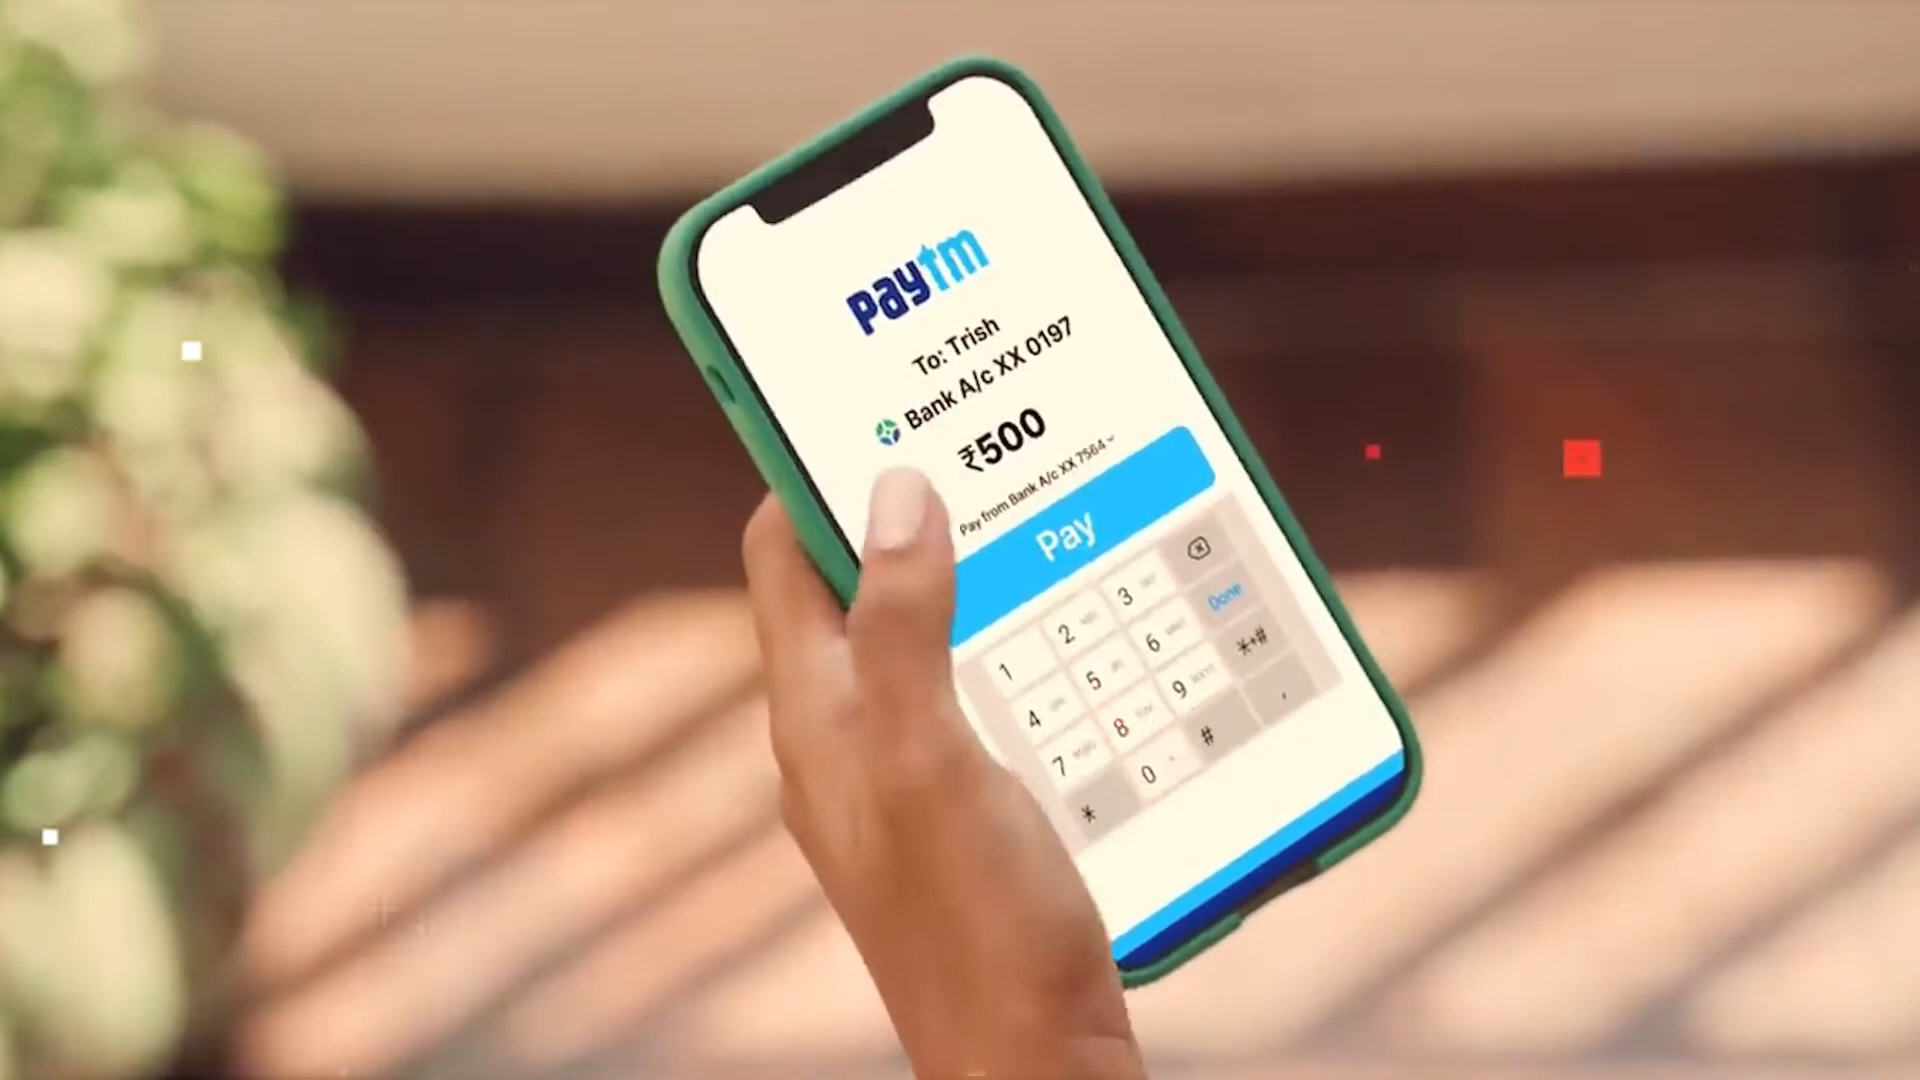 paytm
To: Trish
Bank A/c XX 0197
₹500
Pay from Bank A/c XX 7564
Pay
1
2
3
Done
4
5
6
*+#
7
8
9
,
*
0
#